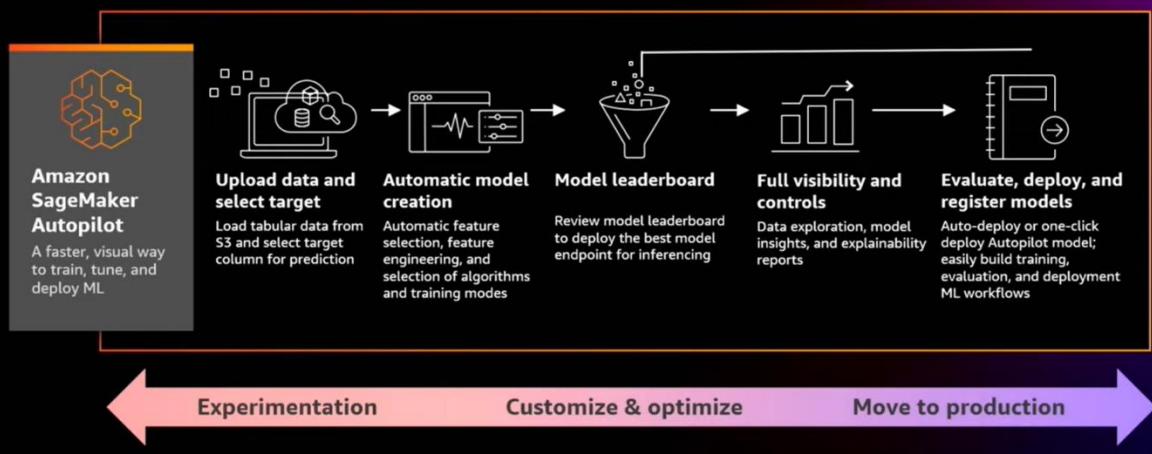 Amazon
SageMaker
Autopilot
A faster, visual way
to train, tune, and
deploy ML
Upload data and
select target
Load tabular data from
S3 and select target
column for prediction
Automatic model
creation
Automatic feature
selection, feature
engineering, and
selection of algorithms
and training modes
Model leaderboard
Review model leaderboard
to deploy the best model
endpoint for inferencing
Full visibility and
controls
Data exploration, model
insights, and explainability
reports
Evaluate, deploy, and
register models
Auto-deploy or one-click
deploy Autopilot model;
easily build training,
evaluation, and deployment
ML workflows
Experimentation
Customize & optimize
Move to production